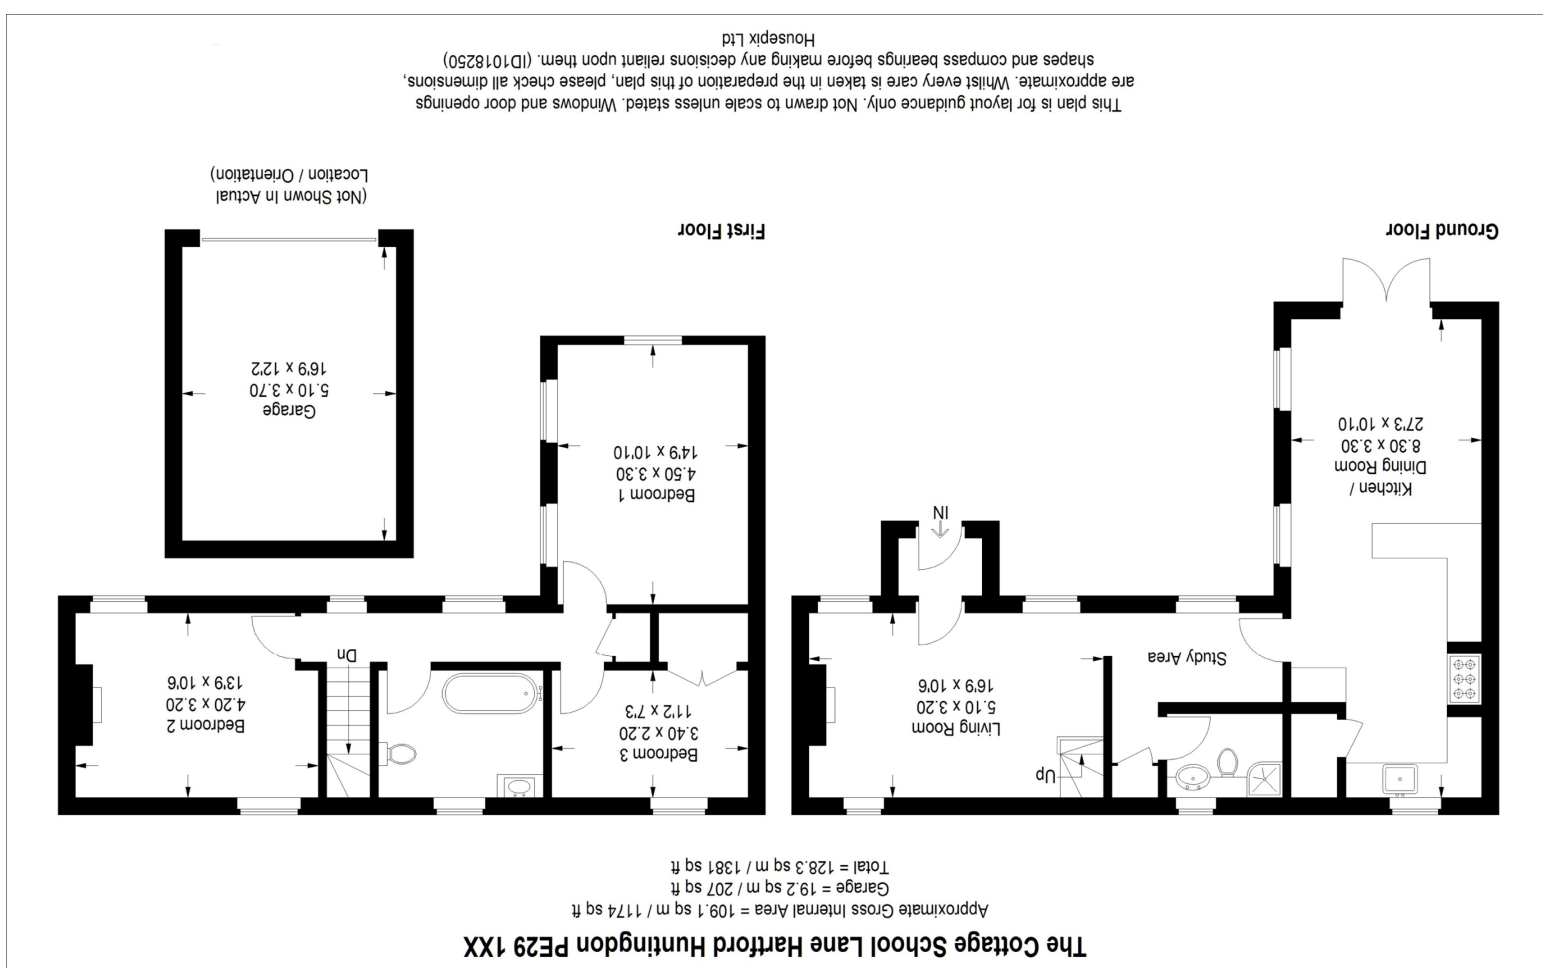 The Cottage School Lane Hartford Huntingdon PE29 1XX
Approximate Gross Internal Area = 109.1 sq m / 1174 sq ft
Garage = 19.2 sq m / 207 sq ft
Total = 128.3 sq m / 1381 sq ft
Up
Living Room
5.10 x 3.20
16'9 x 10'6
Study Area
IN
Kitchen /
Dining Room
8.30 x 3.30
27'3 x 10'10
Ground Floor
Bedroom 3
3.40 x 2.20
11'2 x 7'3
Dn
Bedroom 2
4.20 x 3.20
13'9 x 10'6
Bedroom 1
4.50 x 3.30
14'9 x 10'10
First Floor
Garage
5.10 x 3.70
16'9 x 12'2
(Not Shown In Actual
Location / Orientation)
This plan is for layout guidance only. Not drawn to scale unless stated. Windows and door openings
are approximate. Whilst every care is taken in the preparation of this plan, please check all dimensions,
shapes and compass bearings before making any decisions reliant upon them. (ID1018250)
Housepix Ltd